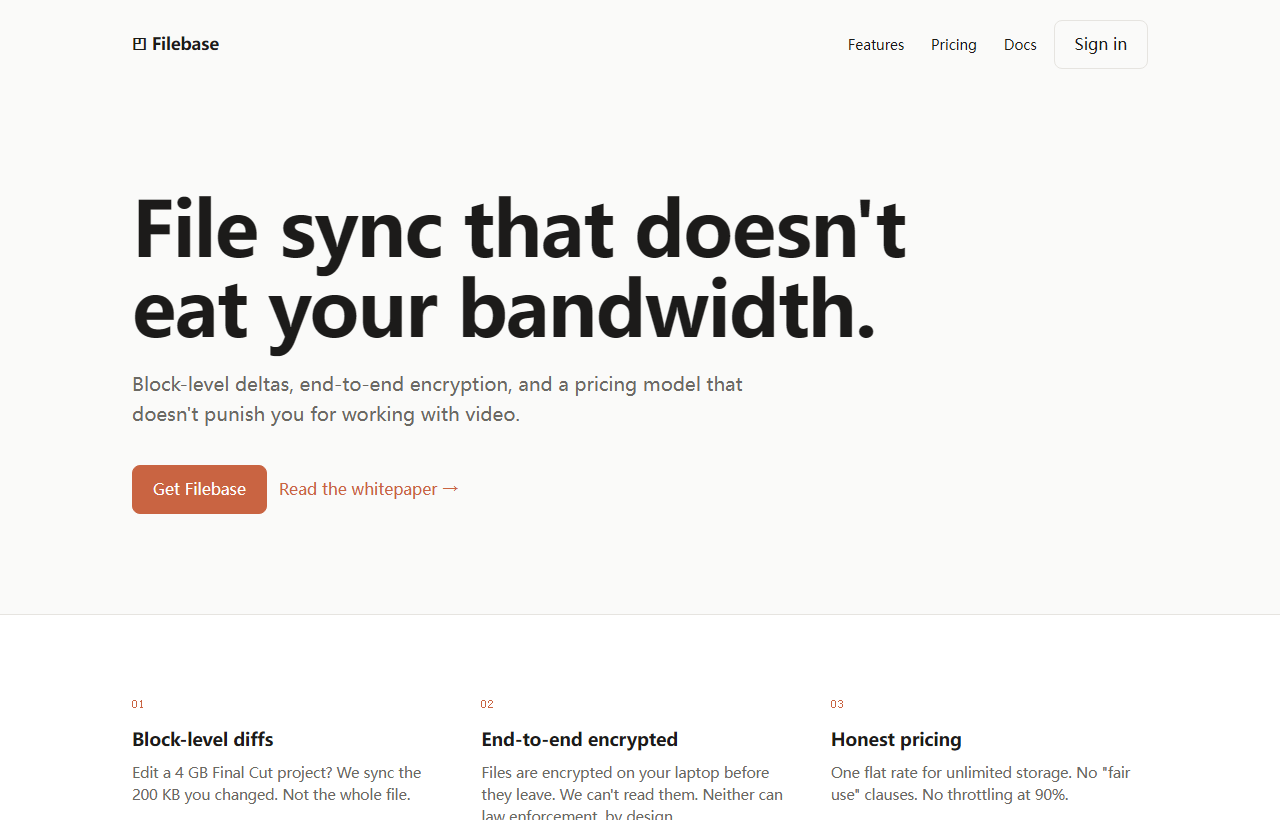 Filebase
Features Pricing Docs Sign in
File sync that doesn't
eat your bandwidth.
Block-level deltas, end-to-end encryption, and a pricing model that
doesn't punish you for working with video.
Get Filebase Read the whitepaper →
01
Block-level diffs
Edit a 4 GB Final Cut project? We sync the
200 KB you changed. Not the whole file.
02
End-to-end encrypted
Files are encrypted on your laptop before
they leave. We can't read them. Neither can
law enforcement, by design.
03
Honest pricing
One flat rate for unlimited storage. No "fair
use" clauses. No throttling at 90%.